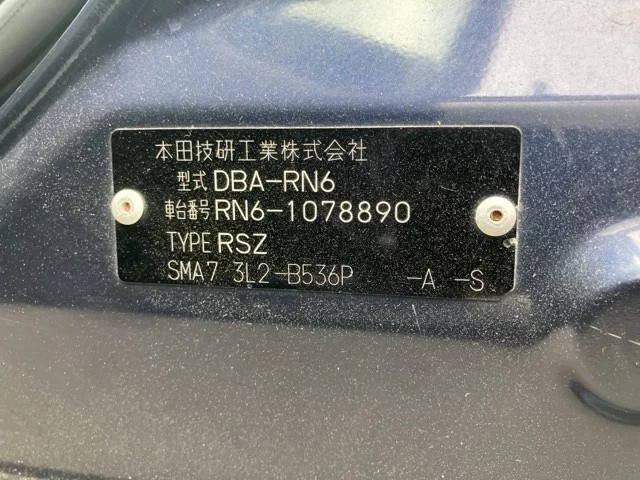 本田技研工業株式会社
型式 DBA-RN6
車台番号 RN6-1078890
TYPE RSZ
SMA7 3L2-B536P -A -S